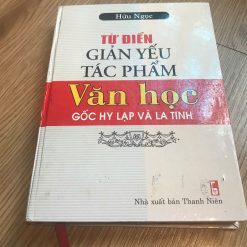 Hữu Ngọc
TỪ ĐIỂN
GIẢN YẾU
TÁC PHẨM
Văn học
GỐC HY LẠP VÀ LA TINH
Nhà xuất bản Thanh Niên